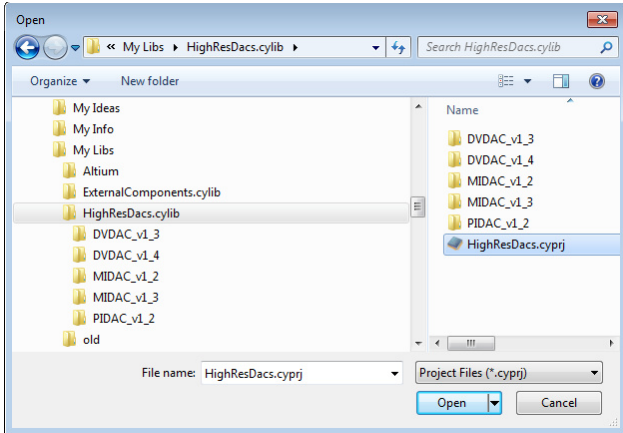 Open
« My Libs ▸ HighResDacs.cylib ▸
Search HighResDacs.cylib
Organize ▾ New folder
My Ideas
My Info
My Libs
Altium
ExternalComponents.cylib
HighResDacs.cylib
DVDAC_v1_3
DVDAC_v1_4
MIDAC_v1_2
MIDAC_v1_3
PIDAC_v1_2
old
Name
DVDAC_v1_3
DVDAC_v1_4
MIDAC_v1_2
MIDAC_v1_3
PIDAC_v1_2
HighResDacs.cyprj
File name: HighResDacs.cyprj
Project Files (*.cyprj)
Open Cancel